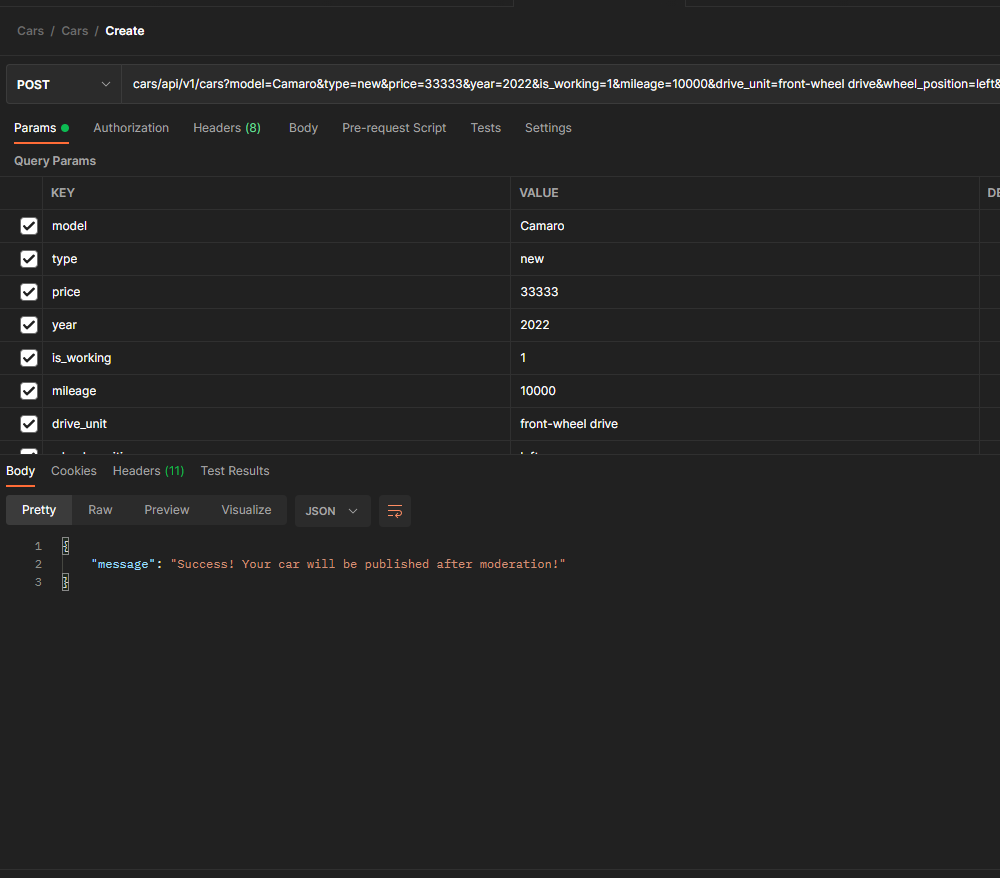 Cars / Cars / Create
POST cars/api/v1/cars?model=Camaro&type=new&price=33333&year=2022&is_working=1&mileage=10000&drive_unit=front-wheel drive&wheel_position=left&
Params Authorization Headers (8) Body Pre-request Script Tests Settings
Query Params
KEY VALUE
model Camaro
type new
price 33333
year 2022
is_working 1
mileage 10000
drive_unit front-wheel drive
Body Cookies Headers (11) Test Results
Pretty Raw Preview Visualize JSON
1 {
2 "message": "Success! Your car will be published after moderation!"
3 }